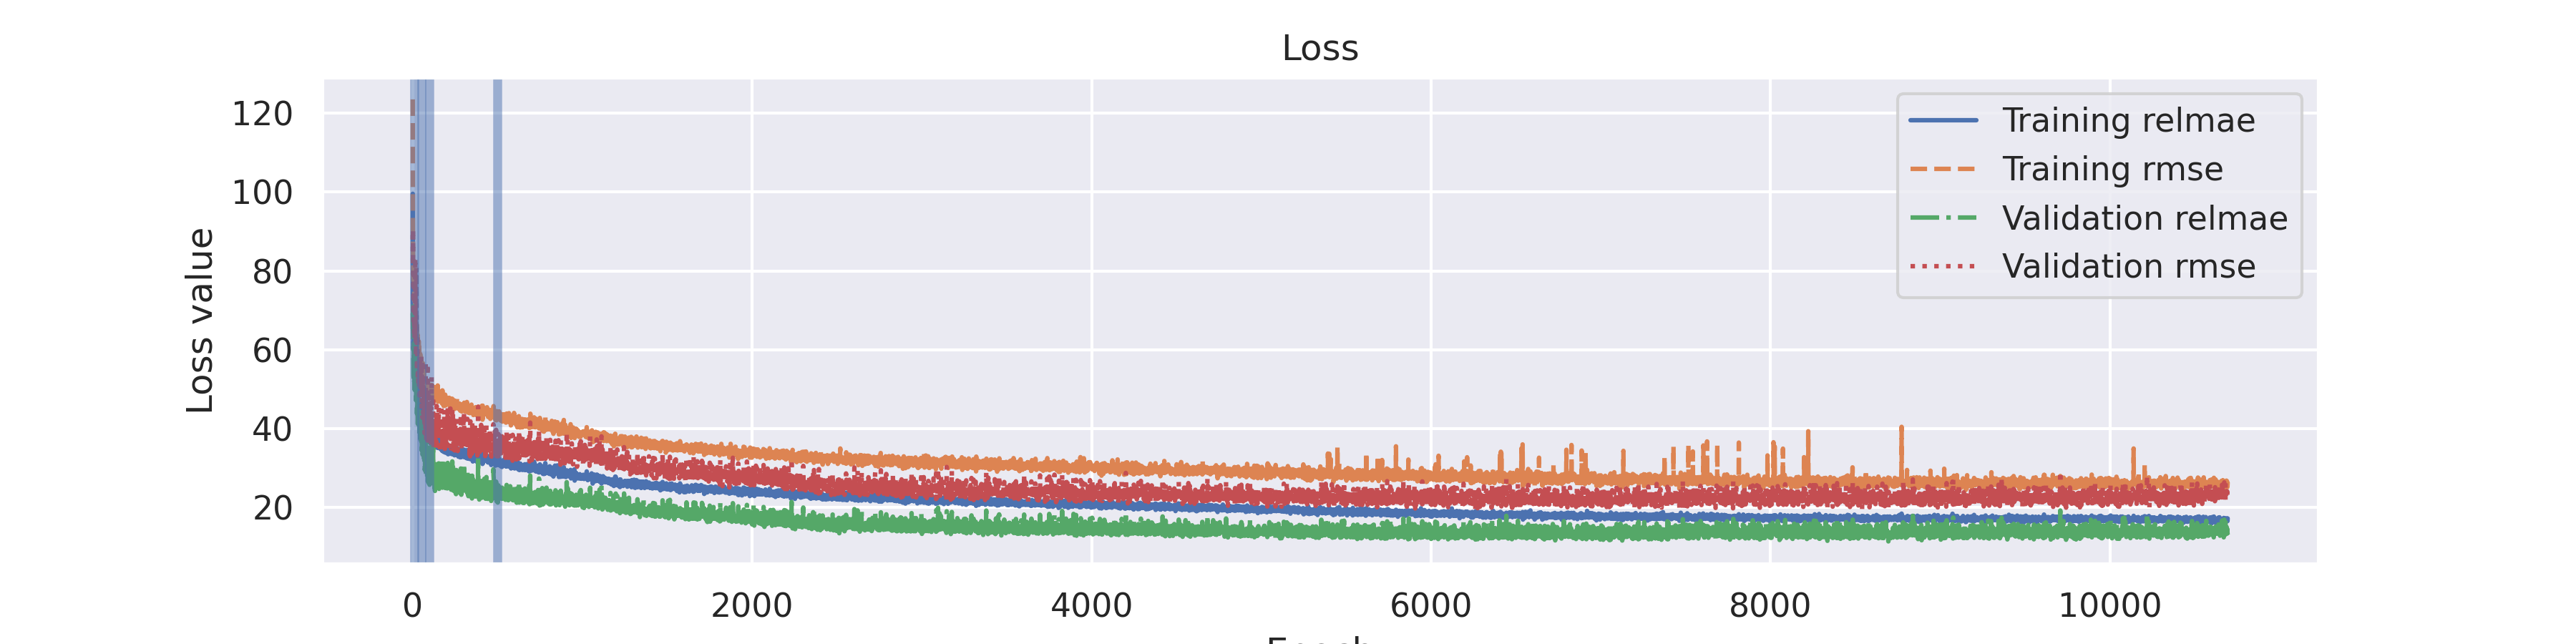 Loss
Loss value
120
100
80
60
40
20
0
2000
4000
6000
8000
10000
Training relmae
Training rmse
Validation relmae
Validation rmse